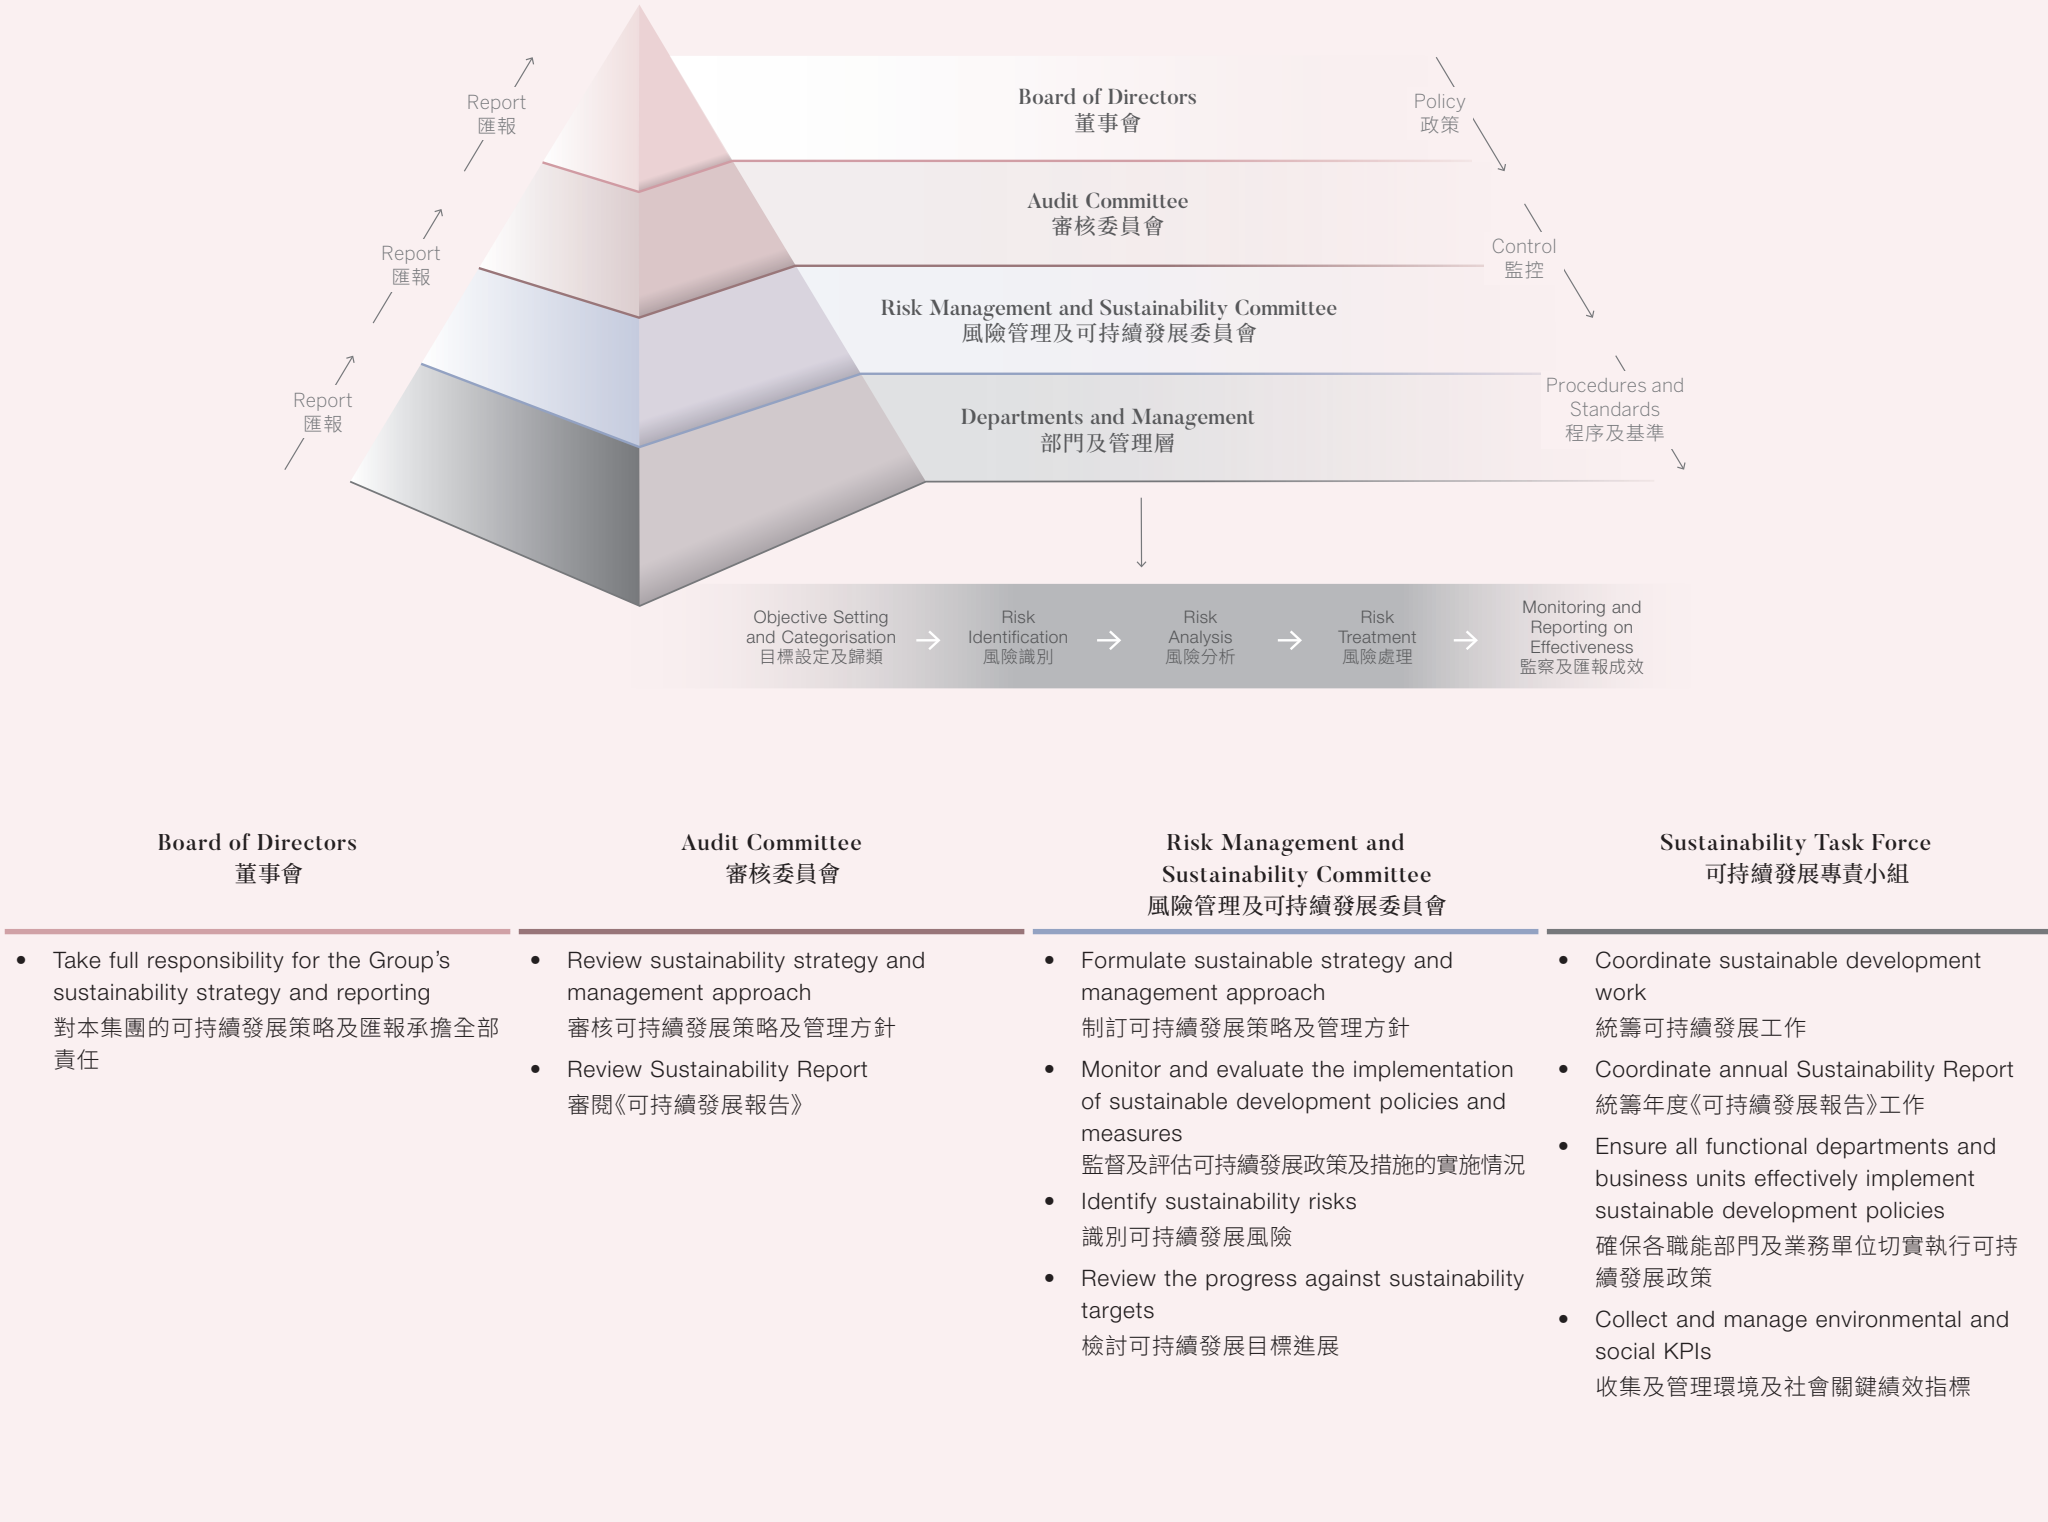 Report
匯報
Report
匯報
Report
匯報
Board of Directors
董事會
Audit Committee
審核委員會
Risk Management and Sustainability Committee
風險管理及可持續發展委員會
Departments and Management
部門及管理層
Policy
政策
Control
監控
Procedures and
Standards
程序及基準
Objective Setting
and Categorisation
目標設定及歸類
Risk
Identification
風險識別
Risk
Analysis
風險分析
Risk
Treatment
風險處理
Monitoring and
Reporting on
Effectiveness
監察及匯報成效
Board of Directors
董事會
• Take full responsibility for the Group’s
sustainability strategy and reporting
對本集團的可持續發展策略及匯報承擔全部
責任
Audit Committee
審核委員會
• Review sustainability strategy and
management approach
審核可持續發展策略及管理方針
• Review Sustainability Report
審閱《可持續發展報告》
Risk Management and
Sustainability Committee
風險管理及可持續發展委員會
• Formulate sustainable strategy and
management approach
制訂可持續發展策略及管理方針
• Monitor and evaluate the implementation
of sustainable development policies and
measures
監督及評估可持續發展政策及措施的實施情況
• Identify sustainability risks
識別可持續發展風險
• Review the progress against sustainability
targets
檢討可持續發展目標進展
Sustainability Task Force
可持續發展專責小組
• Coordinate sustainable development
work
統籌可持續發展工作
• Coordinate annual Sustainability Report
統籌年度《可持續發展報告》工作
• Ensure all functional departments and
business units effectively implement
sustainable development policies
確保各職能部門及業務單位切實執行可持
續發展政策
• Collect and manage environmental and
social KPIs
收集及管理環境及社會關鍵績效指標